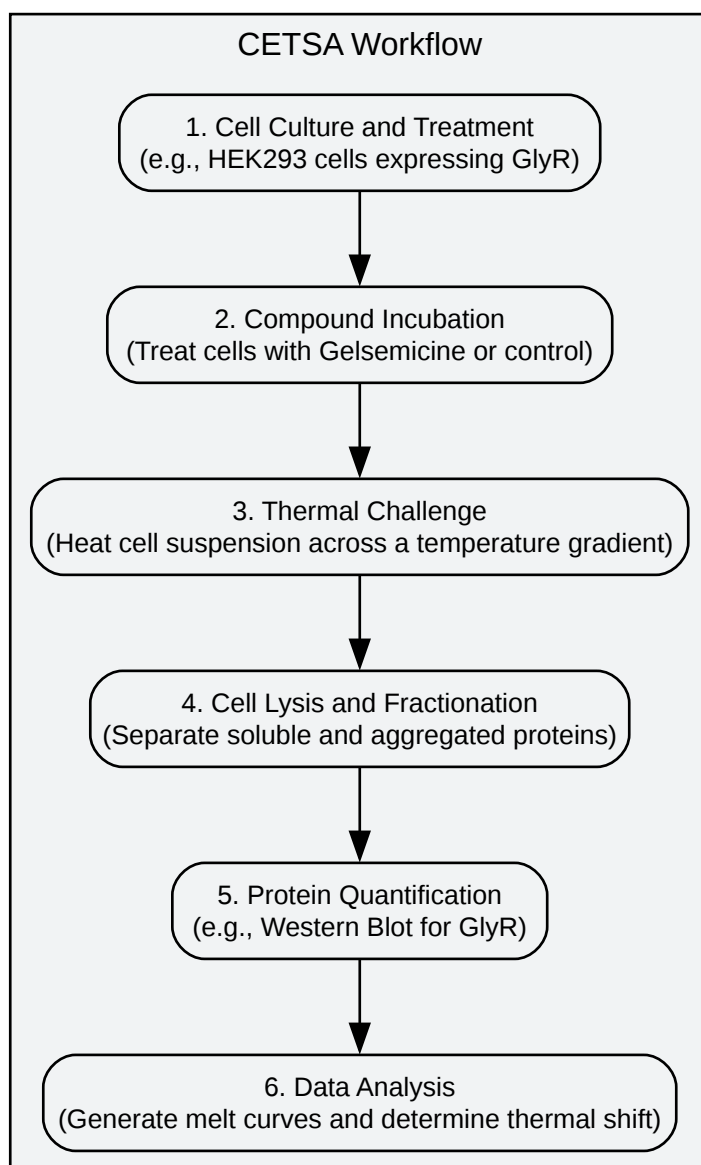 CETSA Workflow
1. Cell Culture and Treatment
(e.g., HEK293 cells expressing GlyR)
2. Compound Incubation
(Treat cells with Gelsemicine or control)
3. Thermal Challenge
(Heat cell suspension across a temperature gradient)
4. Cell Lysis and Fractionation
(Separate soluble and aggregated proteins)
5. Protein Quantification
(e.g., Western Blot for GlyR)
6. Data Analysis
(Generate melt curves and determine thermal shift)